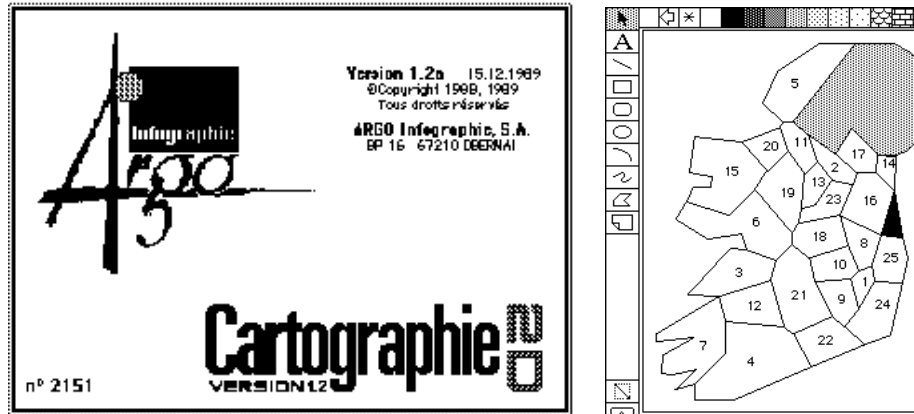 Version 1.2a 15.12.1989
©Copyright 1988, 1989
Tous droits réservés
ARGO Infographic, S.A.
BP 16 67210 OBERNAI
Infographie
Argo
Cartographie 2D
VERSION 1.2
nº 2151
A
5
20
11
17
14
2
15
13
19
23
16
6
18
8
25
3
10
1
21
12
9
24
22
7
4